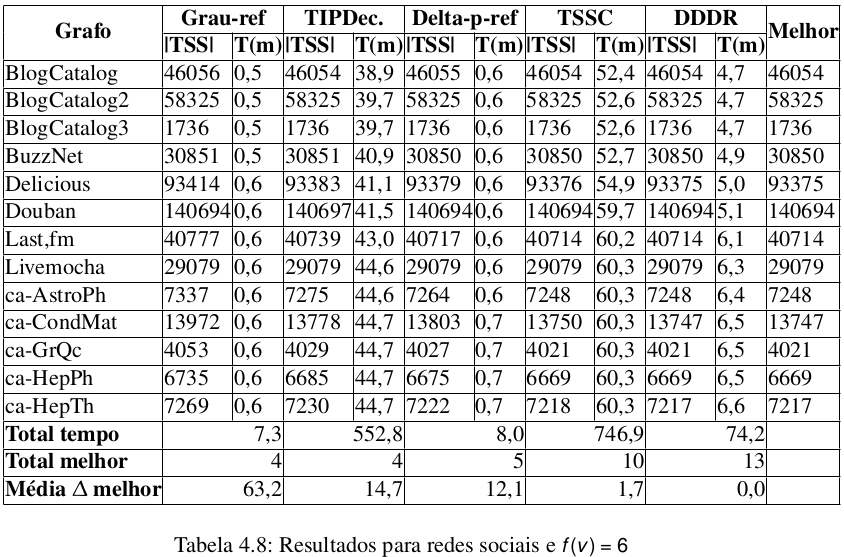 Grafo Grau-ref TIPDec. Delta-p-ref TSSC DDDR Melhor
|TSS| T(m) |TSS| T(m) |TSS| T(m) |TSS| T(m) |TSS| T(m)
BlogCatalog 46056 0,5 46054 38,9 46055 0,6 46054 52,4 46054 4,7 46054
BlogCatalog2 58325 0,5 58325 39,7 58325 0,6 58325 52,6 58325 4,7 58325
BlogCatalog3 1736 0,5 1736 39,7 1736 0,6 1736 52,6 1736 4,7 1736
BuzzNet 30851 0,5 30851 40,9 30850 0,6 30850 52,7 30850 4,9 30850
Delicious 93414 0,6 93383 41,1 93379 0,6 93376 54,9 93375 5,0 93375
Douban 140694 0,6 140697 41,5 140694 0,6 140694 59,7 140694 5,1 140694
Last,fm 40777 0,6 40739 43,0 40717 0,6 40714 60,2 40714 6,1 40714
Livemocha 29079 0,6 29079 44,6 29079 0,6 29079 60,3 29079 6,3 29079
ca-AstroPh 7337 0,6 7275 44,6 7264 0,6 7248 60,3 7248 6,4 7248
ca-CondMat 13972 0,6 13778 44,7 13803 0,7 13750 60,3 13747 6,5 13747
ca-GrQc 4053 0,6 4029 44,7 4027 0,7 4021 60,3 4021 6,5 4021
ca-HepPh 6735 0,6 6685 44,7 6675 0,7 6669 60,3 6669 6,5 6669
ca-HepTh 7269 0,6 7230 44,7 7222 0,7 7218 60,3 7217 6,6 7217
Total tempo 7,3 552,8 8,0 746,9 74,2
Total melhor 4 4 5 10 13
Média Δ melhor 63,2 14,7 12,1 1,7 0,0
Tabela 4.8: Resultados para redes sociais e f(v) = 6